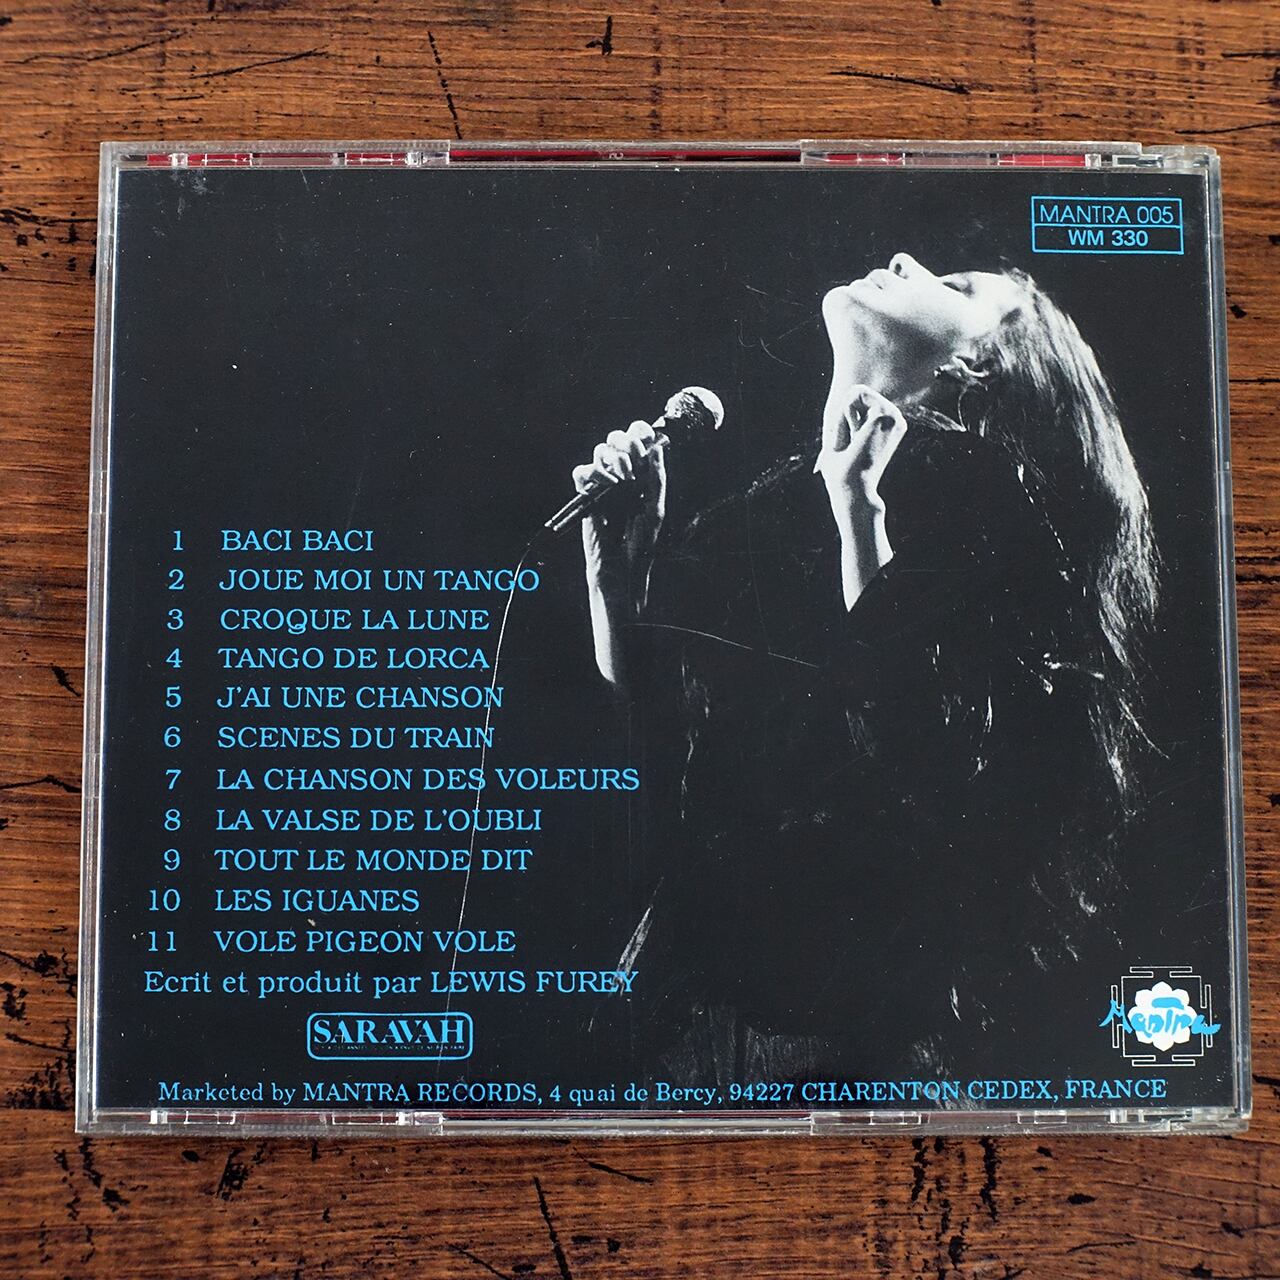 MANTRA 005
WM 330
1 BACI BACI
2 JOUE MOI UN TANGO
3 CROQUE LA LUNE
4 TANGO DE LORCA
5 J'AI UNE CHANSON
6 SCENES DU TRAIN
7 LA CHANSON DES VOLEURS
8 LA VALSE DE L'OUBLI
9 TOUT LE MONDE DIT
10 LES IGUANES
11 VOLE PIGEON VOLE
Ecrit et produit par LEWIS FUREY
SARAVAH
Mantra
Marketed by MANTRA RECORDS, 4 quai de Bercy, 94227 CHARENTON CEDEX, FRANCE